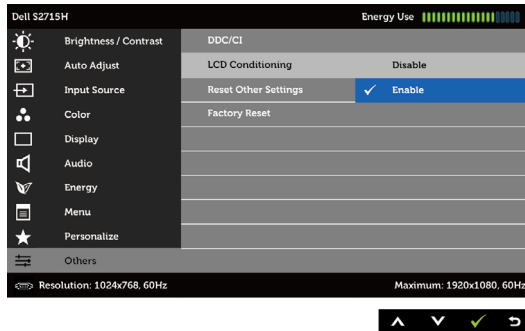 Dell S2715H Energy Use
Brightness / Contrast DDC/CI
Auto Adjust LCD Conditioning Disable
Input Source Reset Other Settings Enable
Color Factory Reset
Display
Audio
Energy
Menu
Personalize
Others
Resolution: 1024x768, 60Hz Maximum: 1920x1080, 60Hz